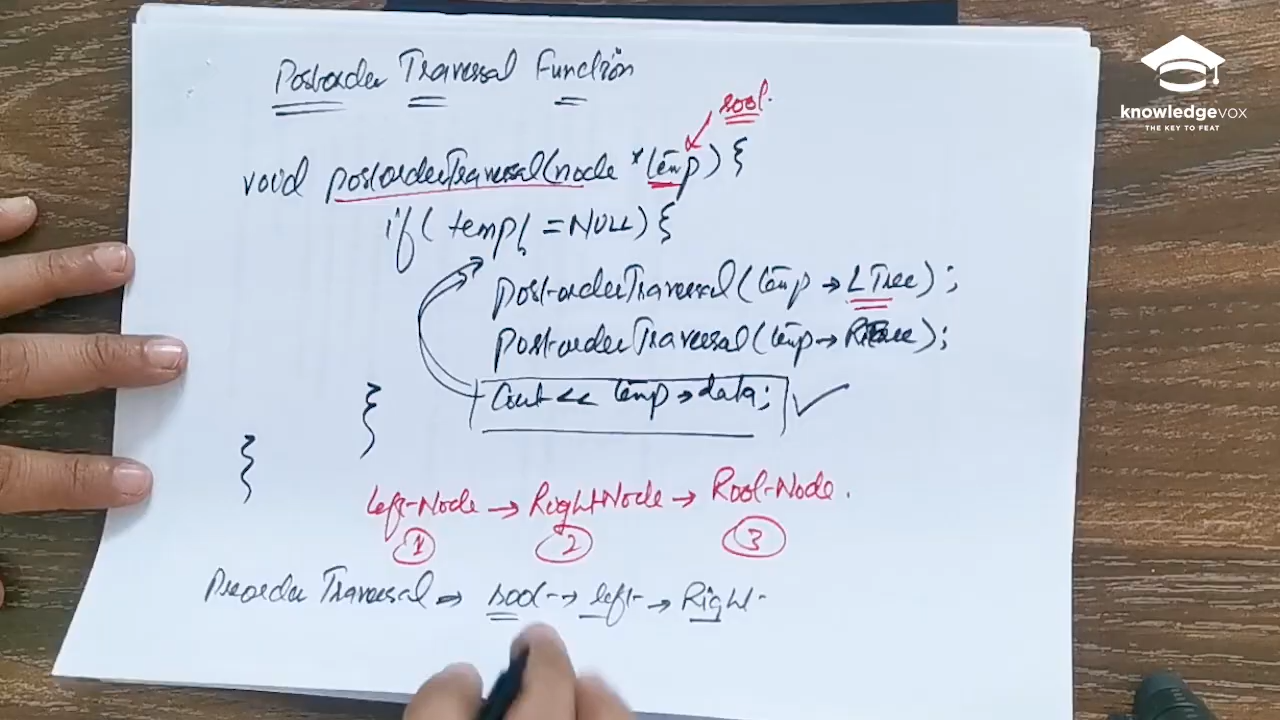 Postorder Traversal Function
root.
knowledgevox
THE KEY TO FEAT
void postorderTraversal(node *temp) {
if( temp != NULL) {
postorderTraversal(temp → LTree);
postorderTraversal(temp → RTree);
cout << temp → data;
}
}
Left-Node → Right-Node → Root-Node.
1 2 3
Preorder Traversal → root → left → Right